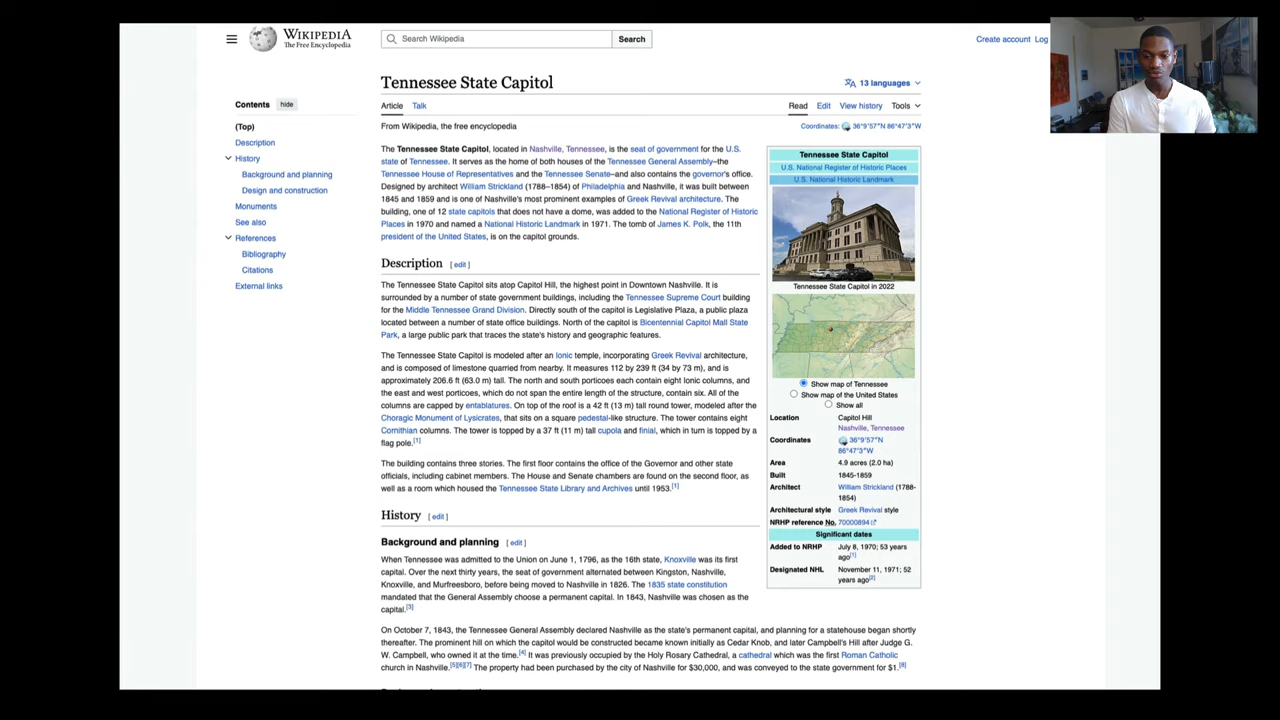 WIKIPEDIA
The Free Encyclopedia
Search Wikipedia
Search
Create account Log
Tennessee State Capitol
13 languages
Contents hide
Article Talk
Read Edit View history Tools
From Wikipedia, the free encyclopedia
Coordinates: 36°9′57″N 86°47′3″W
(Top)
Description
History
Background and planning
Design and construction
Monuments
See also
References
Bibliography
Citations
External links
The Tennessee State Capitol, located in Nashville, Tennessee, is the seat of government for the U.S.
state of Tennessee. It serves as the home of both houses of the Tennessee General Assembly–the
Tennessee House of Representatives and the Tennessee Senate–and also contains the governor's office.
Designed by architect William Strickland (1788–1854) of Philadelphia and Nashville, it was built between
1845 and 1859 and is one of Nashville's most prominent examples of Greek Revival architecture. The
building, one of 12 state capitols that does not have a dome, was added to the National Register of Historic
Places in 1970 and named a National Historic Landmark in 1971. The tomb of James K. Polk, the 11th
president of the United States, is on the capitol grounds.
Description [ edit ]
The Tennessee State Capitol sits atop Capitol Hill, the highest point in Downtown Nashville. It is
surrounded by a number of state government buildings, including the Tennessee Supreme Court building
for the Middle Tennessee Grand Division. Directly south of the capitol is Legislative Plaza, a public plaza
located between a number of state office buildings. North of the capitol is Bicentennial Capitol Mall State
Park, a large public park that traces the state's history and geographic features.
The Tennessee State Capitol is modeled after an Ionic temple, incorporating Greek Revival architecture,
and is composed of limestone quarried from nearby. It measures 112 by 239 ft (34 by 73 m), and is
approximately 206.6 ft (63.0 m) tall. The north and south porticoes each contain eight Ionic columns, and
the east and west porticoes, which do not span the entire length of the structure, contain six. All of the
columns are capped by entablatures. On top of the roof is a 42 ft (13 m) tall round tower, modeled after the
Choragic Monument of Lysicrates, that sits on a square pedestal-like structure. The tower contains eight
Corinthian columns. The tower is topped by a 37 ft (11 m) tall cupola and finial, which in turn is topped by a
flag pole.[1]
The building contains three stories. The first floor contains the office of the Governor and other state
officials, including cabinet members. The House and Senate chambers are found on the second floor, as
well as a room which housed the Tennessee State Library and Archives until 1953.[1]
History [ edit ]
Background and planning [ edit ]
When Tennessee was admitted to the Union on June 1, 1796, as the 16th state, Knoxville was its first
capital. Over the next thirty years, the seat of government alternated between Kingston, Nashville,
Knoxville, and Murfreesboro, before being moved to Nashville in 1826. The 1835 state constitution
mandated that the General Assembly choose a permanent capital. In 1843, Nashville was chosen as the
capital.[3]
On October 7, 1843, the Tennessee General Assembly declared Nashville as the state's permanent capital, and planning for a statehouse began shortly
thereafter. The prominent hill on which the capitol would be constructed became known initially as Cedar Knob, and later Campbell's Hill after Judge G.
W. Campbell, who owned it at the time.[4] It was previously occupied by the Holy Rosary Cathedral, a cathedral which was the first Roman Catholic
church in Nashville.[5][6][7] The property had been purchased by the city of Nashville for $30,000, and was conveyed to the state government for $1.[8]
Tennessee State Capitol
U.S. National Register of Historic Places
U.S. National Historic Landmark
Tennessee State Capitol in 2022
Show map of Tennessee
Show map of the United States
Show all
Location Capitol Hill
Nashville, Tennessee
Coordinates 36°9′57″N
86°47′3″W
Area 4.9 acres (2.0 ha)
Built 1845-1859
Architect William Strickland (1788-
1854)
Architectural style Greek Revival style
NRHP reference No. 70000894
Significant dates
Added to NRHP July 8, 1970; 53 years
ago[1]
Designated NHL November 11, 1971; 52
years ago[2]